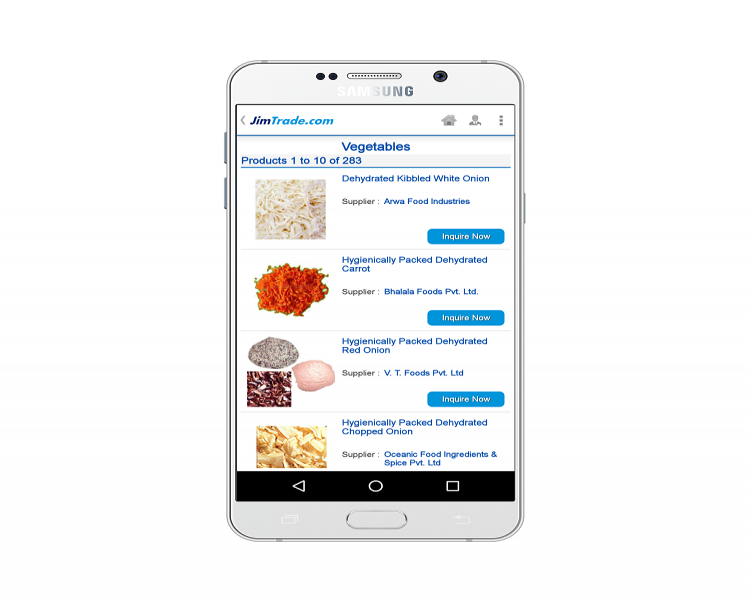 SAMSUNG
JimTrade.com
Vegetables
Products 1 to 10 of 283
Dehydrated Kibbled White Onion
Supplier : Arwa Food Industries
Inquire Now
Hygienically Packed Dehydrated
Carrot
Supplier : Bhalala Foods Pvt. Ltd.
Inquire Now
Hygienically Packed Dehydrated
Red Onion
Supplier : V. T. Foods Pvt. Ltd
Inquire Now
Hygienically Packed Dehydrated
Chopped Onion
Supplier : Oceanic Food Ingredients &
Spice Pvt. Ltd